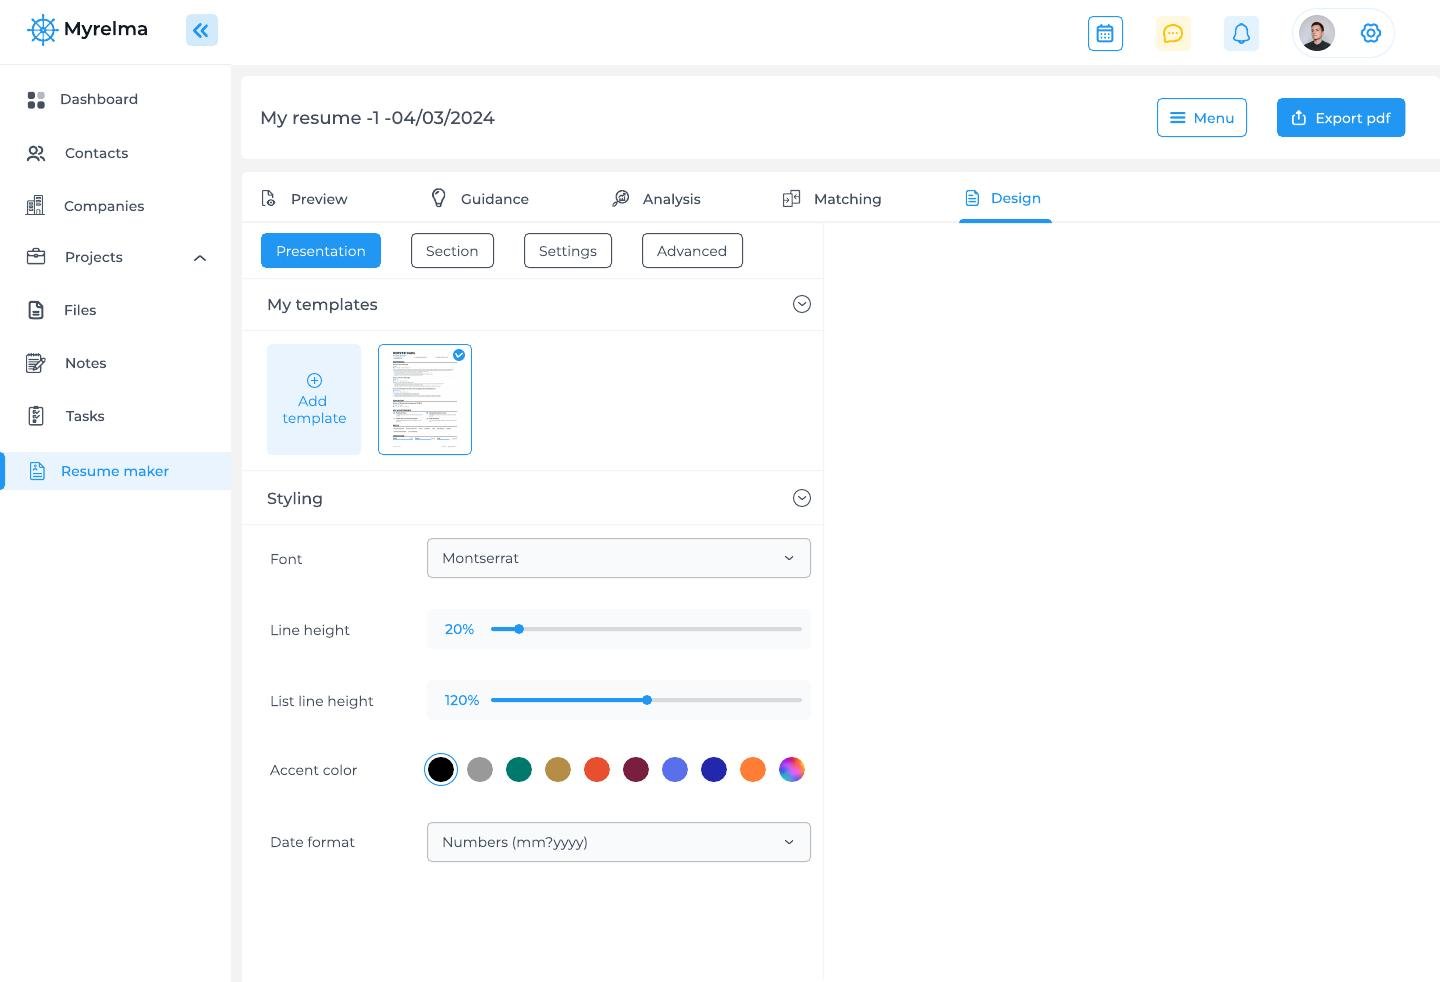 Myrelma
Dashboard
Contacts
Companies
Projects
Files
Notes
Tasks
Resume maker
My resume -1 -04/03/2024
Menu
Export pdf
Preview
Guidance
Analysis
Matching
Design
Presentation
Section
Settings
Advanced
My templates
Add
template
Styling
Font
Montserrat
Line height
20%
List line height
120%
Accent color
Date format
Numbers (mm?yyyy)